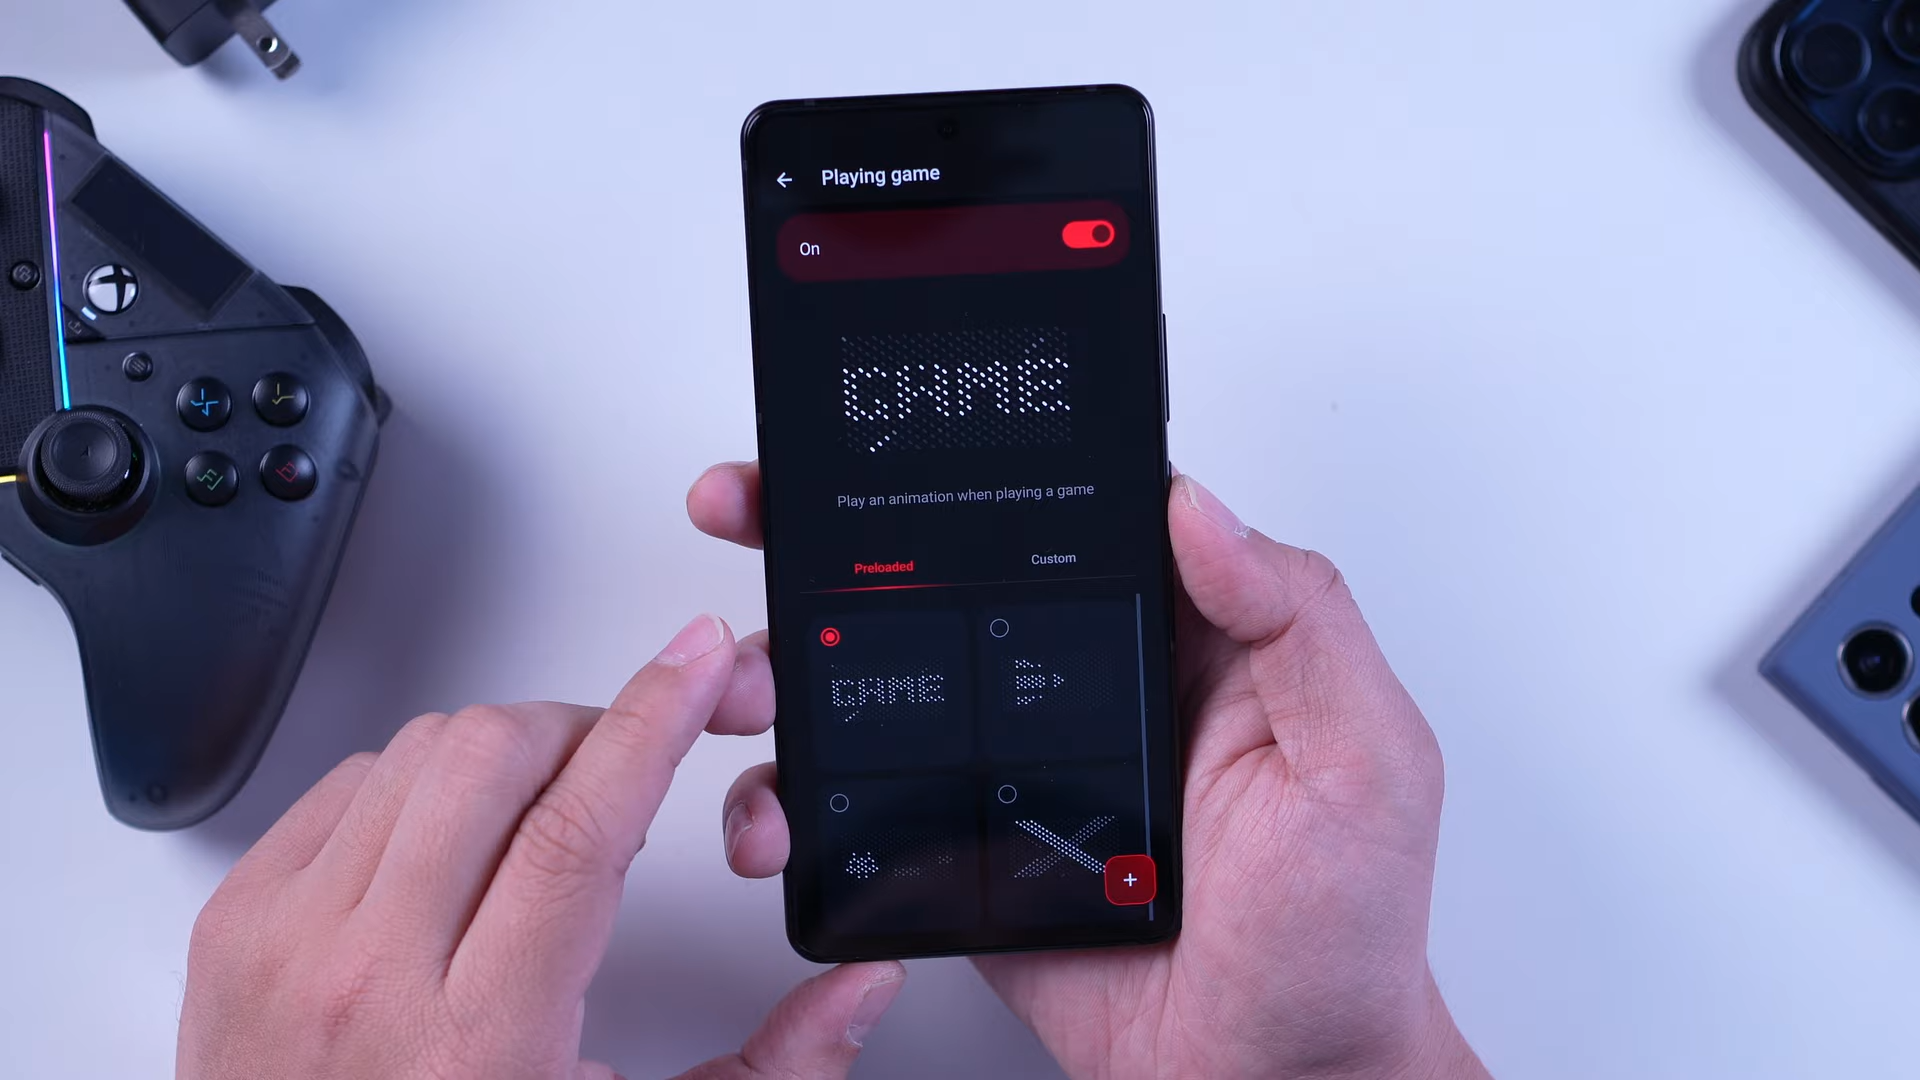 Playing game
On
GAME
Play an animation when playing a game
Preloaded
Custom
GAME